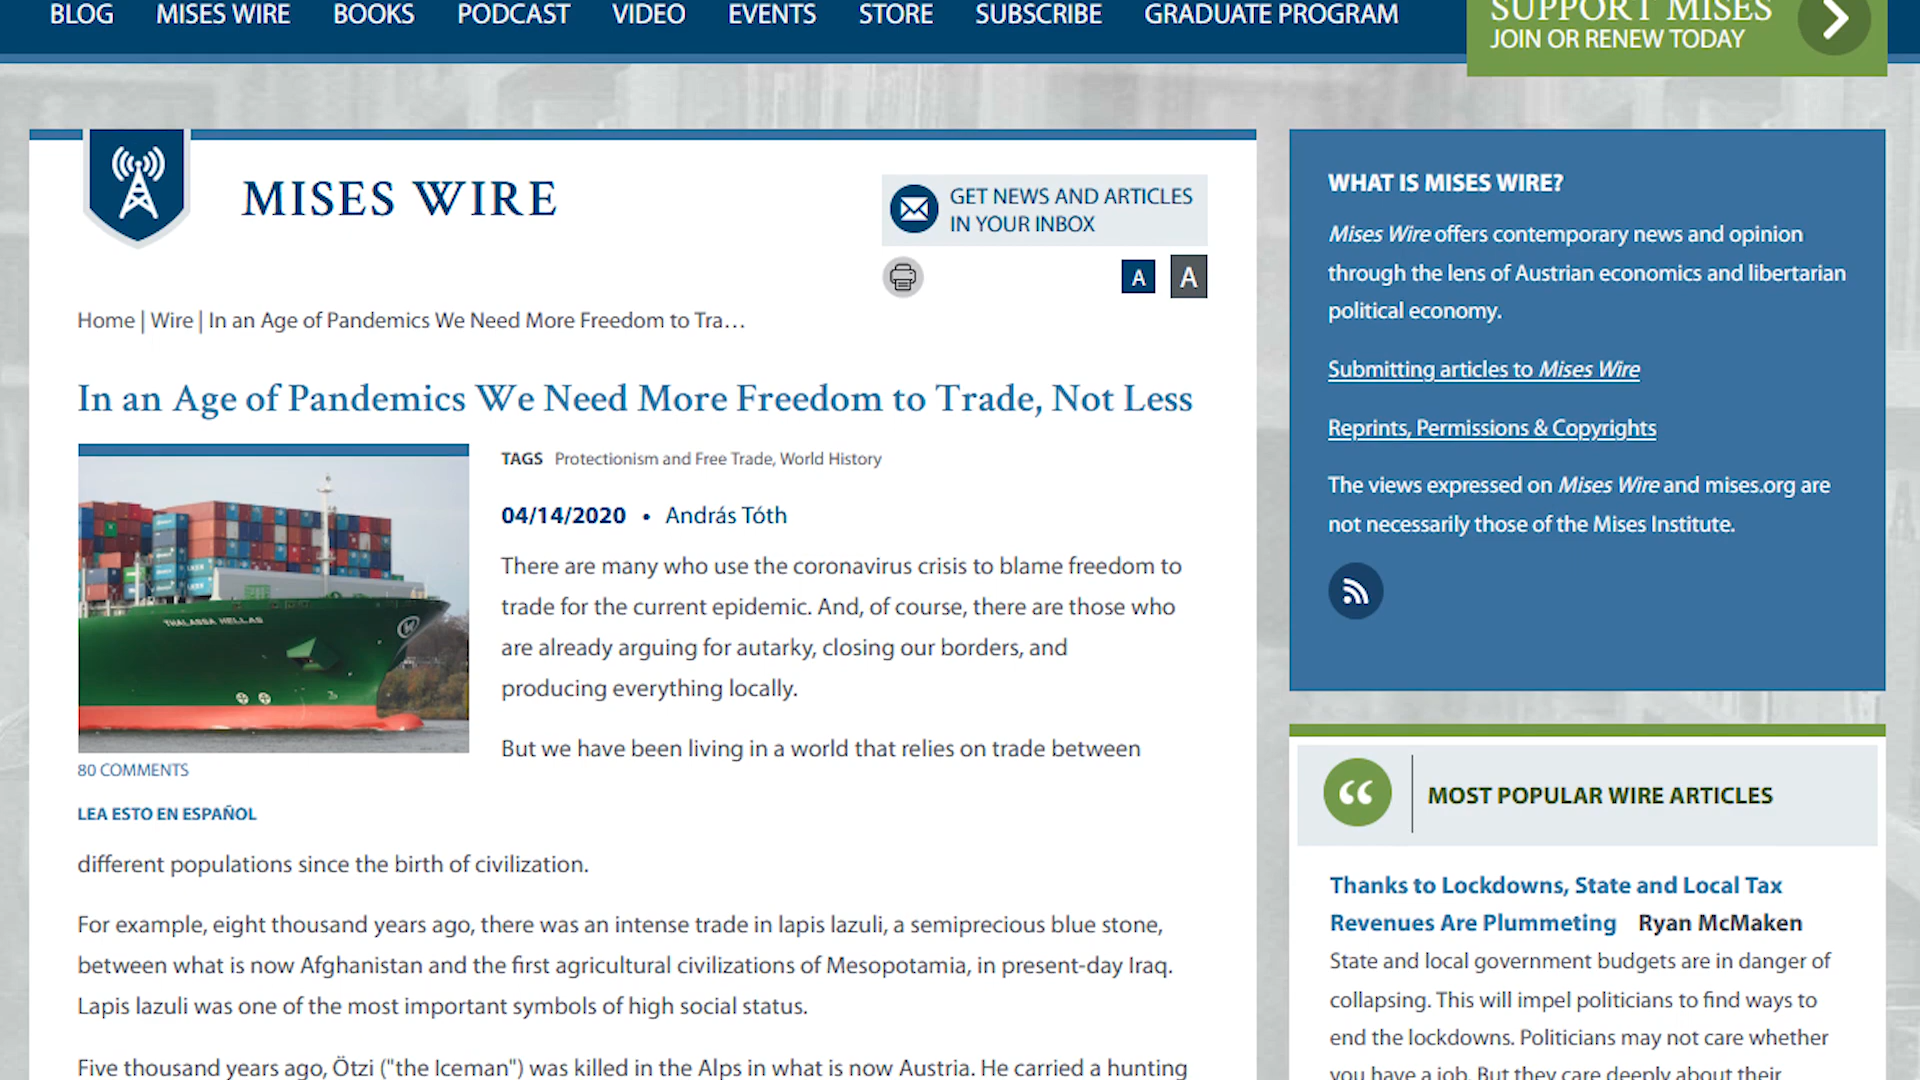 BLOG MISES WIRE BOOKS PODCAST VIDEO EVENTS STORE SUBSCRIBE GRADUATE PROGRAM
SUPPORT MISES
JOIN OR RENEW TODAY
MISES WIRE
GET NEWS AND ARTICLES
IN YOUR INBOX
A A
Home | Wire | In an Age of Pandemics We Need More Freedom to Tra…
In an Age of Pandemics We Need More Freedom to Trade, Not Less
THALASSA HELLAS
80 COMMENTS
LEA ESTO EN ESPAÑOL
TAGS Protectionism and Free Trade, World History
04/14/2020 • András Tóth
There are many who use the coronavirus crisis to blame freedom to
trade for the current epidemic. And, of course, there are those who
are already arguing for autarky, closing our borders, and
producing everything locally.
But we have been living in a world that relies on trade between
different populations since the birth of civilization.
For example, eight thousand years ago, there was an intense trade in lapis lazuli, a semiprecious blue stone,
between what is now Afghanistan and the first agricultural civilizations of Mesopotamia, in present-day Iraq.
Lapis lazuli was one of the most important symbols of high social status.
Five thousand years ago, Ötzi ("the Iceman") was killed in the Alps in what is now Austria. He carried a hunting
WHAT IS MISES WIRE?
Mises Wire offers contemporary news and opinion
through the lens of Austrian economics and libertarian
political economy.
Submitting articles to Mises Wire
Reprints, Permissions & Copyrights
The views expressed on Mises Wire and mises.org are
not necessarily those of the Mises Institute.
MOST POPULAR WIRE ARTICLES
Thanks to Lockdowns, State and Local Tax
Revenues Are Plummeting Ryan McMaken
State and local government budgets are in danger of
collapsing. This will impel politicians to find ways to
end the lockdowns. Politicians may not care whether
you have a job. But they care deeply about their